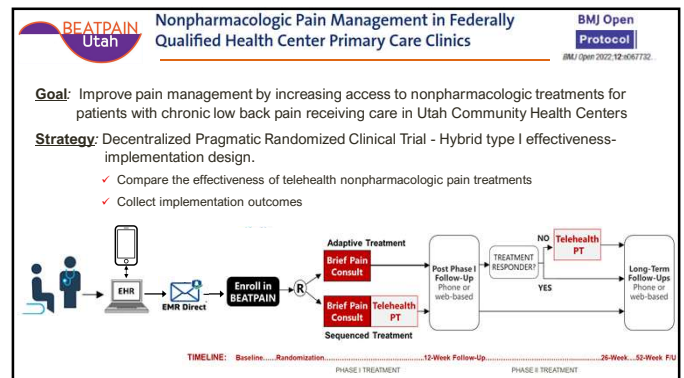 BEATPAIN
Utah
Nonpharmacologic Pain Management in Federally
Qualified Health Center Primary Care Clinics
BMJ Open
Protocol
BMJ Open 2022;12:e067732.
Goal: Improve pain management by increasing access to nonpharmacologic treatments for
patients with chronic low back pain receiving care in Utah Community Health Centers
Strategy: Decentralized Pragmatic Randomized Clinical Trial - Hybrid type I effectiveness-
implementation design.
✓ Compare the effectiveness of telehealth nonpharmacologic pain treatments
✓ Collect implementation outcomes
EHR
EMR Direct
Enroll in
BEATPAIN
R
Adaptive Treatment
Brief Pain
Consult
Brief Pain
Consult
Telehealth
PT
Sequenced Treatment
Post Phase I
Follow-Up
Phone or
web-based
TREATMENT
RESPONDER?
NO
YES
Telehealth
PT
Long-Term
Follow-Ups
Phone or
web-based
TIMELINE: Baseline.....Randomization...............................12-Week Follow-Up...........................................26-Week....52-Week F/U
PHASE I TREATMENT
PHASE II TREATMENT